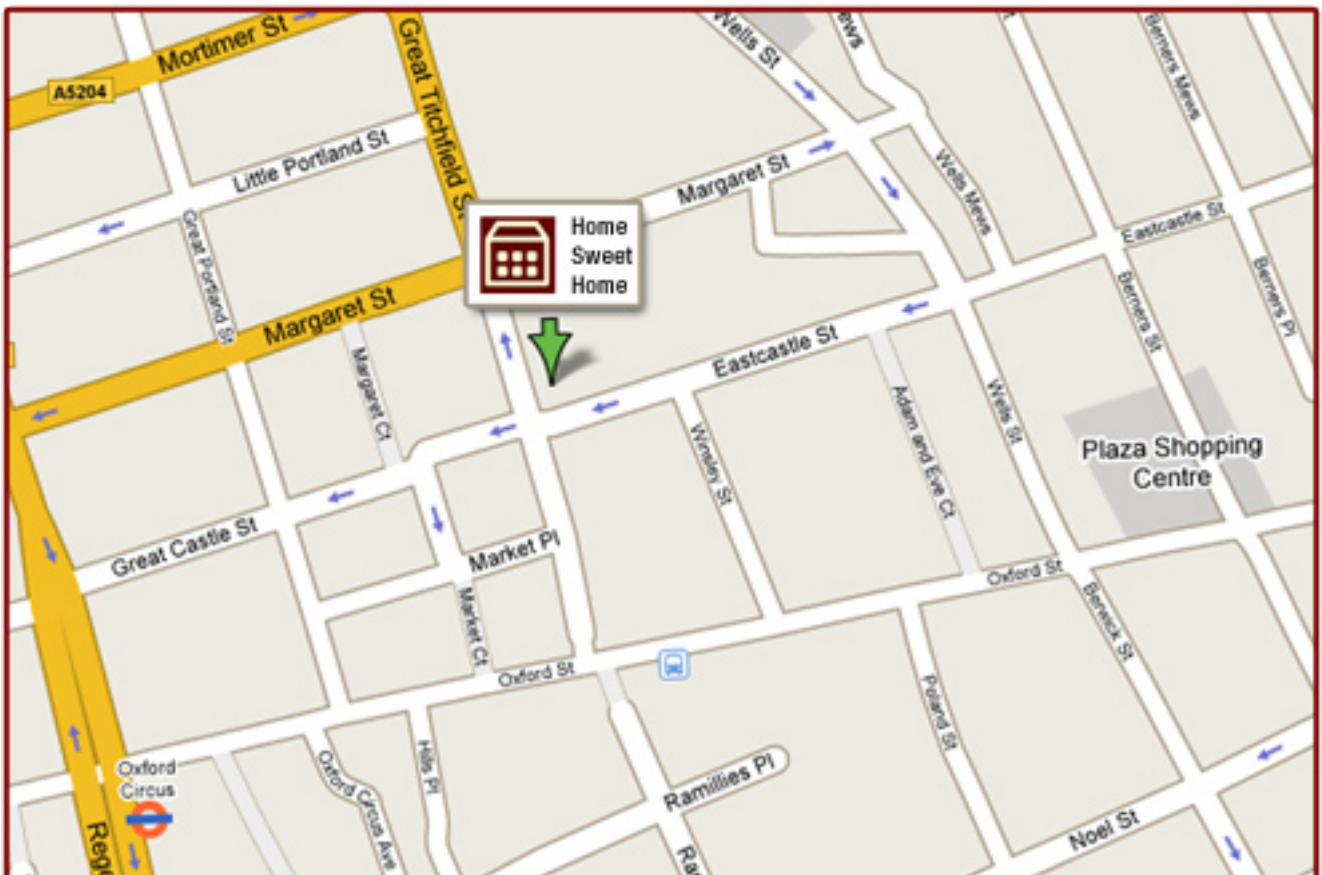 Mortimer St
A5204
Great Titchfield St
Wells St
ews
Berners Mews
Little Portland St
Margaret St
Wells Mews
Great Portland St
Eastcastle St
Home
Sweet
Home
Margaret St
Berners St
Berners Pl
Margaret Ct
Eastcastle St
Adam and Eve Ct
Wells St
Winsley St
Plaza Shopping
Centre
Great Castle St
Market Pl
Oxford St
Market Ct
Berwick St
Oxford St
Poland St
Hills Pl
Oxford Circus Ave
Oxford
Circus
Ramillies Pl
Noel St
Rege
Ra